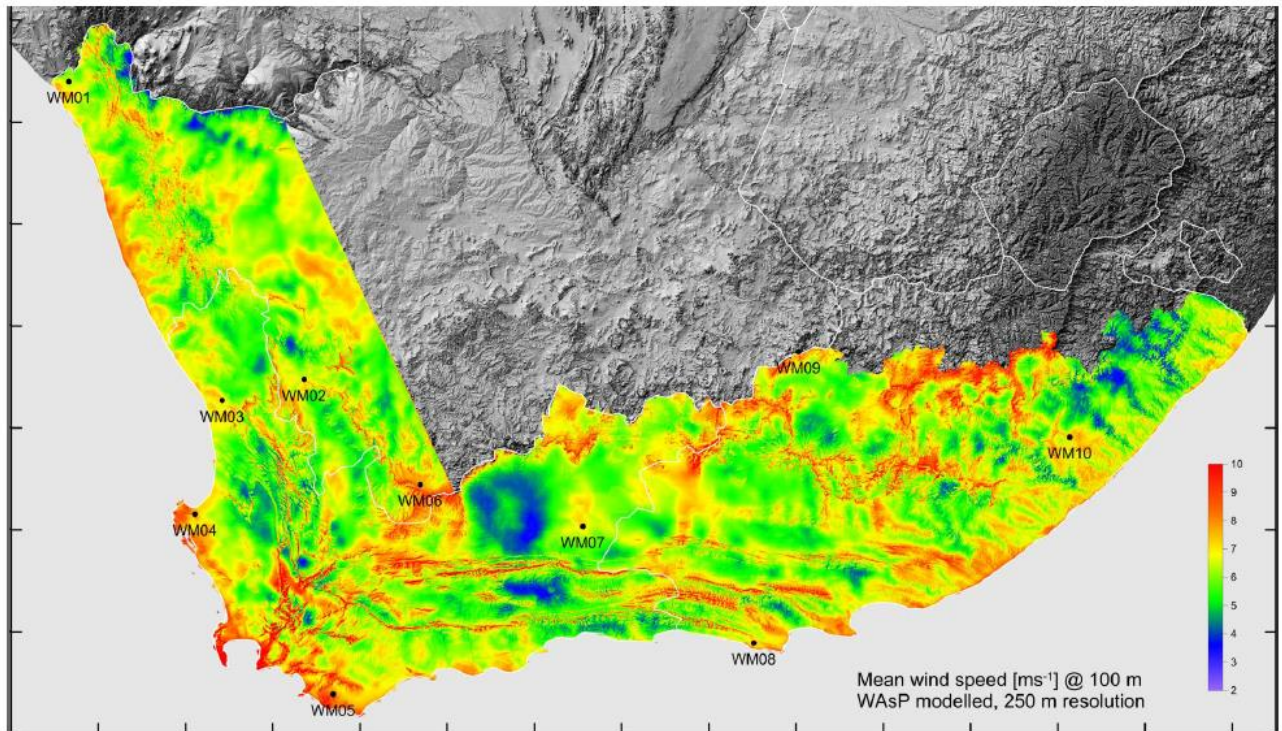 WM01
WM09
WM02
WM03
WM10
WM06
WM04
WM07
WM08
WM05
Mean wind speed [ms⁻¹] @ 100 m
WAsP modelled, 250 m resolution
10
9
8
7
6
5
4
3
2